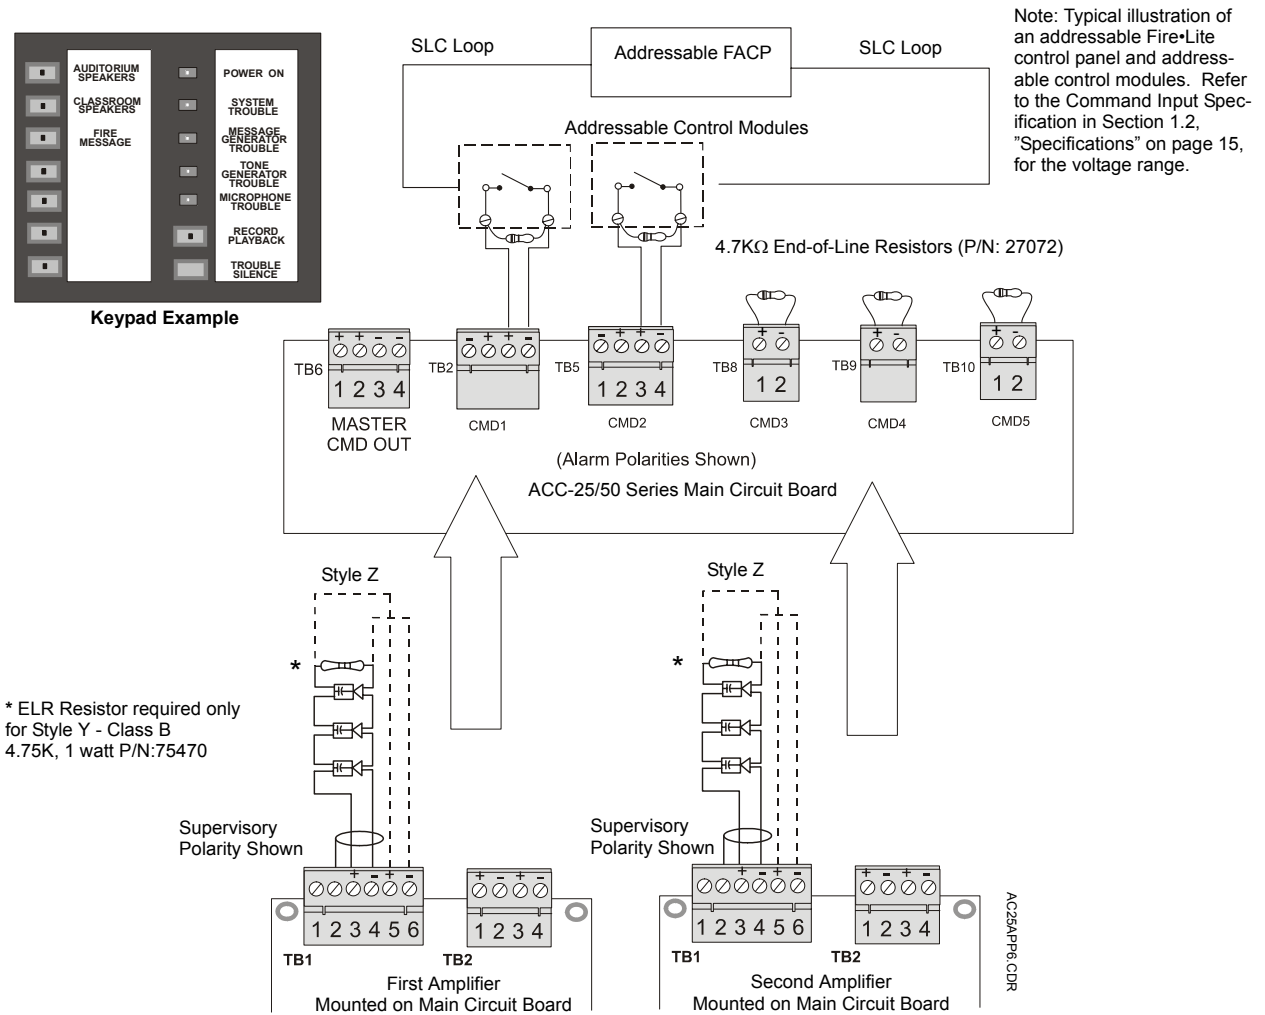 Note: Typical illustration of
an addressable Fire•Lite
control panel and address-
able control modules. Refer
to the Command Input Spec-
ification in Section 1.2,
”Specifications” on page 15,
for the voltage range.
SLC Loop
Addressable FACP
SLC Loop
Addressable Control Modules
AUDITORIUM
SPEAKERS
CLASSROOM
SPEAKERS
FIRE
MESSAGE
POWER ON
SYSTEM
TROUBLE
MESSAGE
GENERATOR
TROUBLE
TONE
GENERATOR
TROUBLE
MICROPHONE
TROUBLE
RECORD
PLAYBACK
TROUBLE
SILENCE
Keypad Example
4.7KΩ End-of-Line Resistors (P/N: 27072)
TB6
+ + - -
1 2 3 4
MASTER
CMD OUT
TB2
- + + -
CMD1
TB5
- + + -
1 2 3 4
CMD2
TB8
+ -
1 2
CMD3
TB9
+ -
CMD4
TB10
+ -
1 2
CMD5
(Alarm Polarities Shown)
ACC-25/50 Series Main Circuit Board
Style Z
*
* ELR Resistor required only
for Style Y - Class B
4.75K, 1 watt P/N:75470
Supervisory
Polarity Shown
+ - + -
1 2 3 4 5 6
TB1
+ - + -
1 2 3 4
TB2
First Amplifier
Mounted on Main Circuit Board
Style Z
*
Supervisory
Polarity Shown
+ - + -
1 2 3 4 5 6
TB1
+ - + -
1 2 3 4
TB2
Second Amplifier
Mounted on Main Circuit Board
AC25APP6.CDR